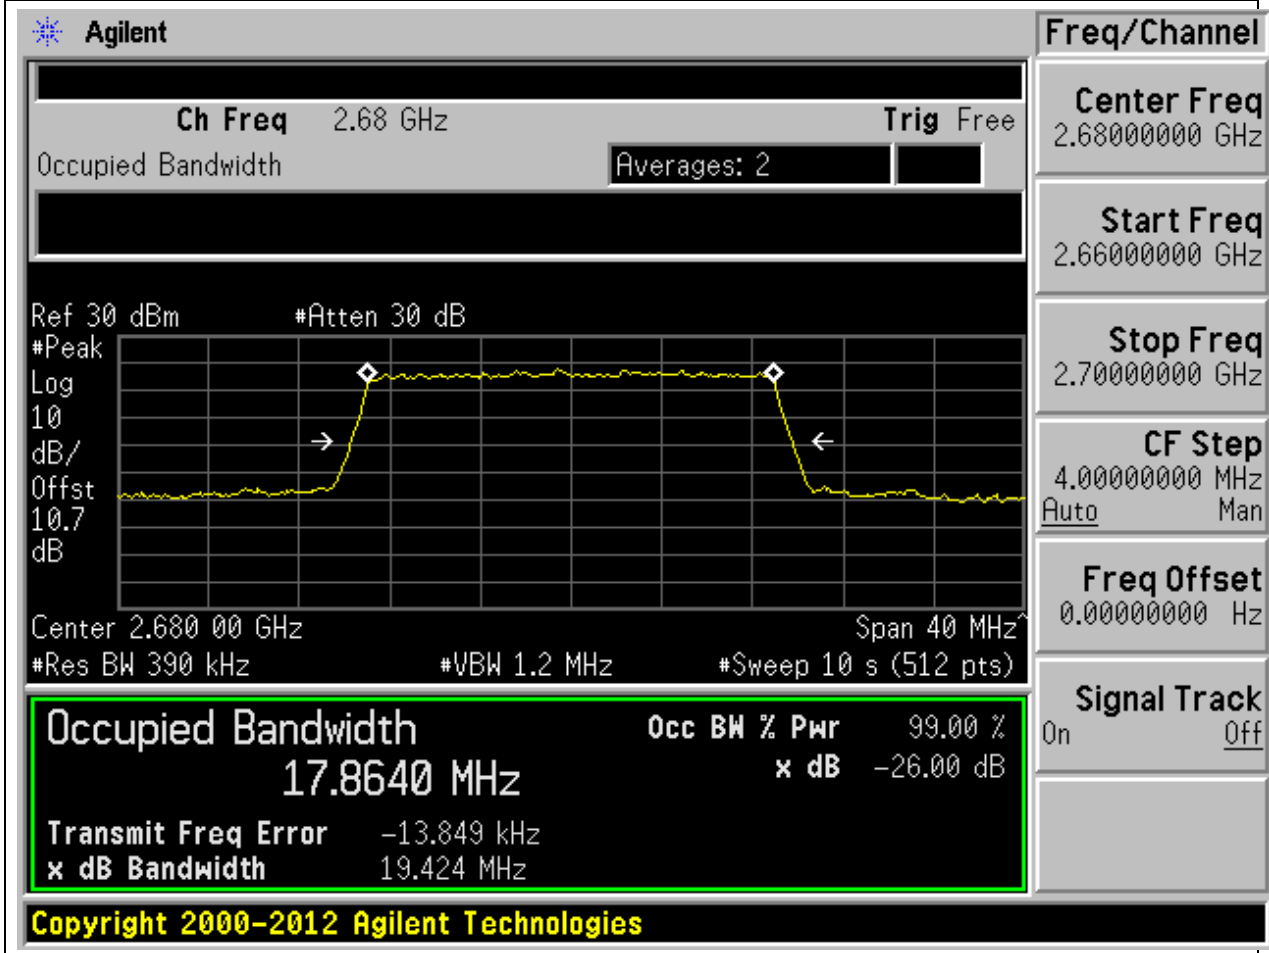 Agilent
Freq/Channel
Ch Freq 2.68 GHz Trig Free
Occupied Bandwidth Averages: 2
Center Freq
2.68000000 GHz
Start Freq
2.66000000 GHz
Stop Freq
2.70000000 GHz
CF Step
4.00000000 MHz
Auto Man
Freq Offset
0.00000000 Hz
Signal Track
On Off
Ref 30 dBm #Atten 30 dB
#Peak
Log
10
dB/
Offst
10.7
dB
Center 2.680 00 GHz Span 40 MHz^
#Res BW 390 kHz #VBW 1.2 MHz #Sweep 10 s (512 pts)
Occupied Bandwidth Occ BW % Pwr 99.00 %
17.8640 MHz x dB -26.00 dB
Transmit Freq Error -13.849 kHz
x dB Bandwidth 19.424 MHz
Copyright 2000-2012 Agilent Technologies